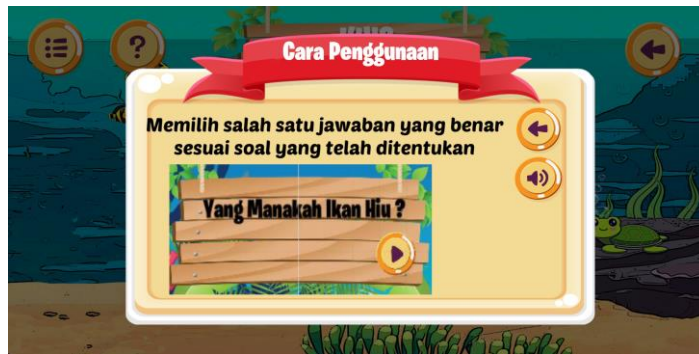 Cara Penggunaan
Memilih salah satu jawaban yang benar
sesuai soal yang telah ditentukan
Yang Manakah Ikan Hiu ?
?